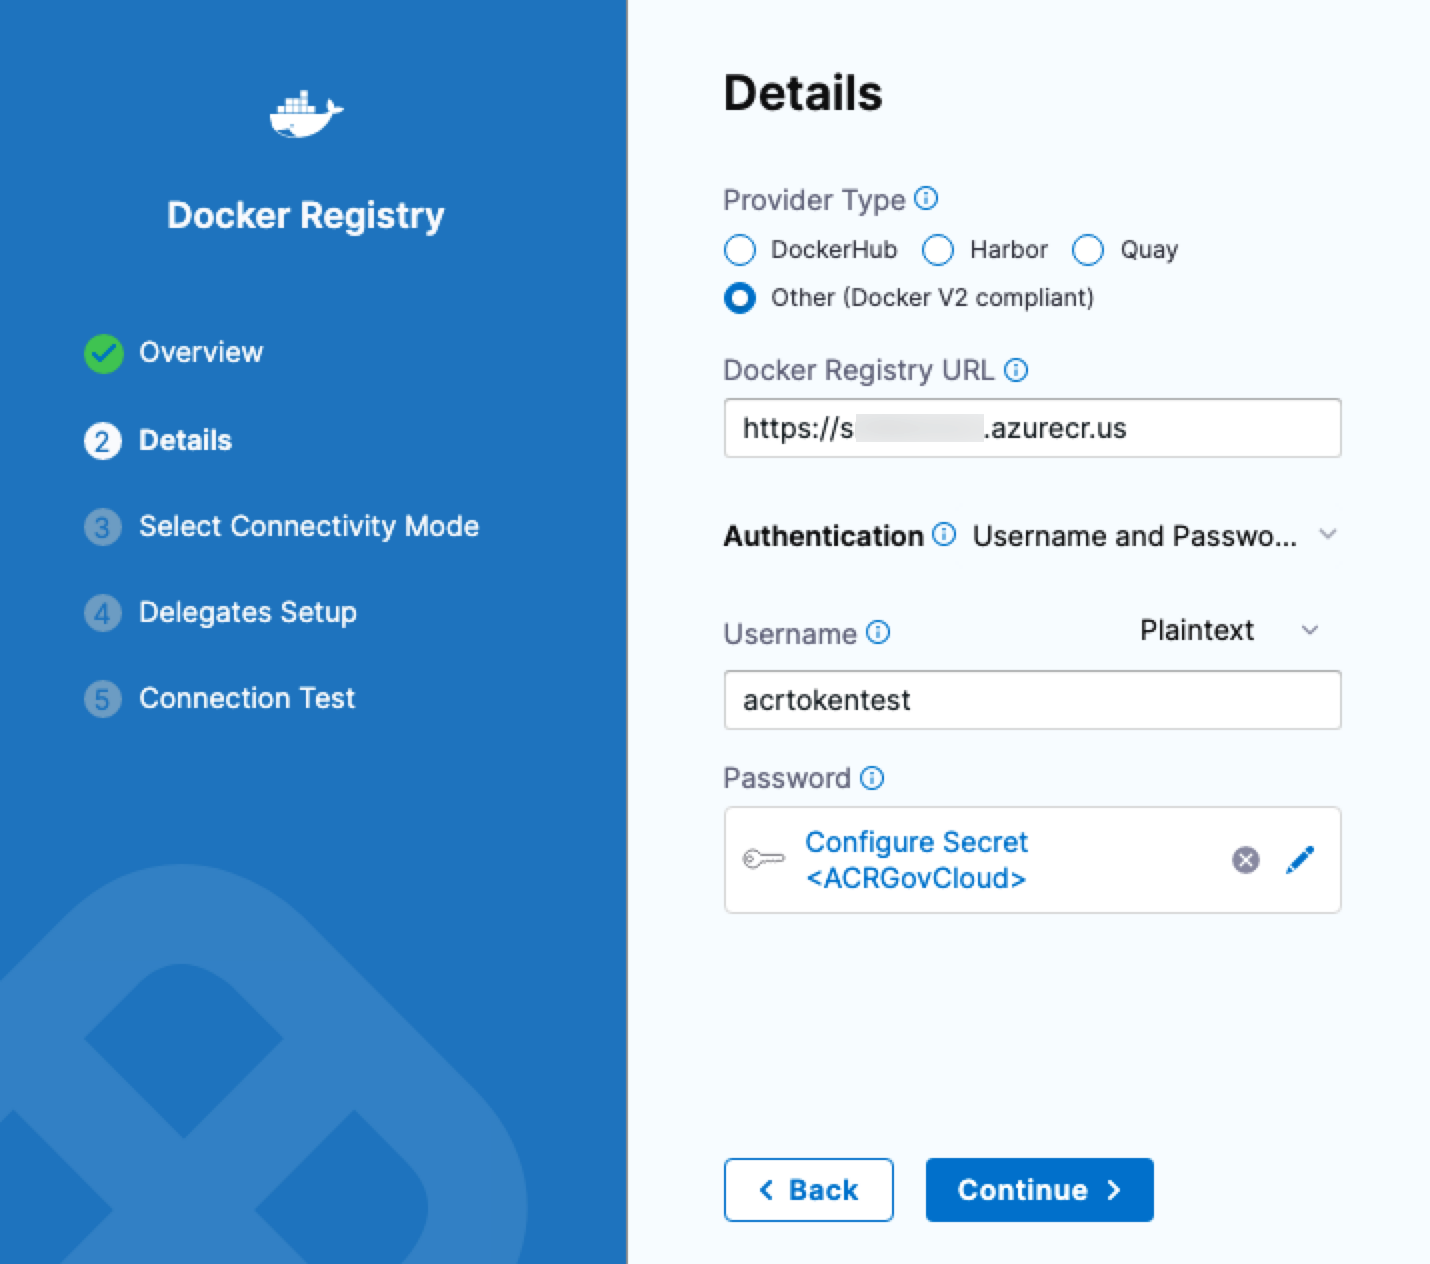 Docker Registry
Overview
2 Details
3 Select Connectivity Mode
4 Delegates Setup
5 Connection Test
Details
Provider Type
DockerHub Harbor Quay
Other (Docker V2 compliant)
Docker Registry URL
https://s .azurecr.us
Authentication Username and Passwo...
Username Plaintext
acrtokentest
Password
Configure Secret
<ACRGovCloud>
Back Continue